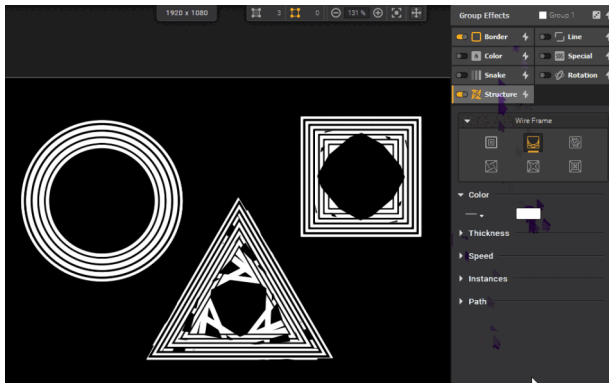 1920 x 1080
3
0
131 %
Group Effects
Group 1
Border
Line
Color
Special
Snake
Rotation
Structure
Wire Frame
Color
Thickness
Speed
Instances
Path